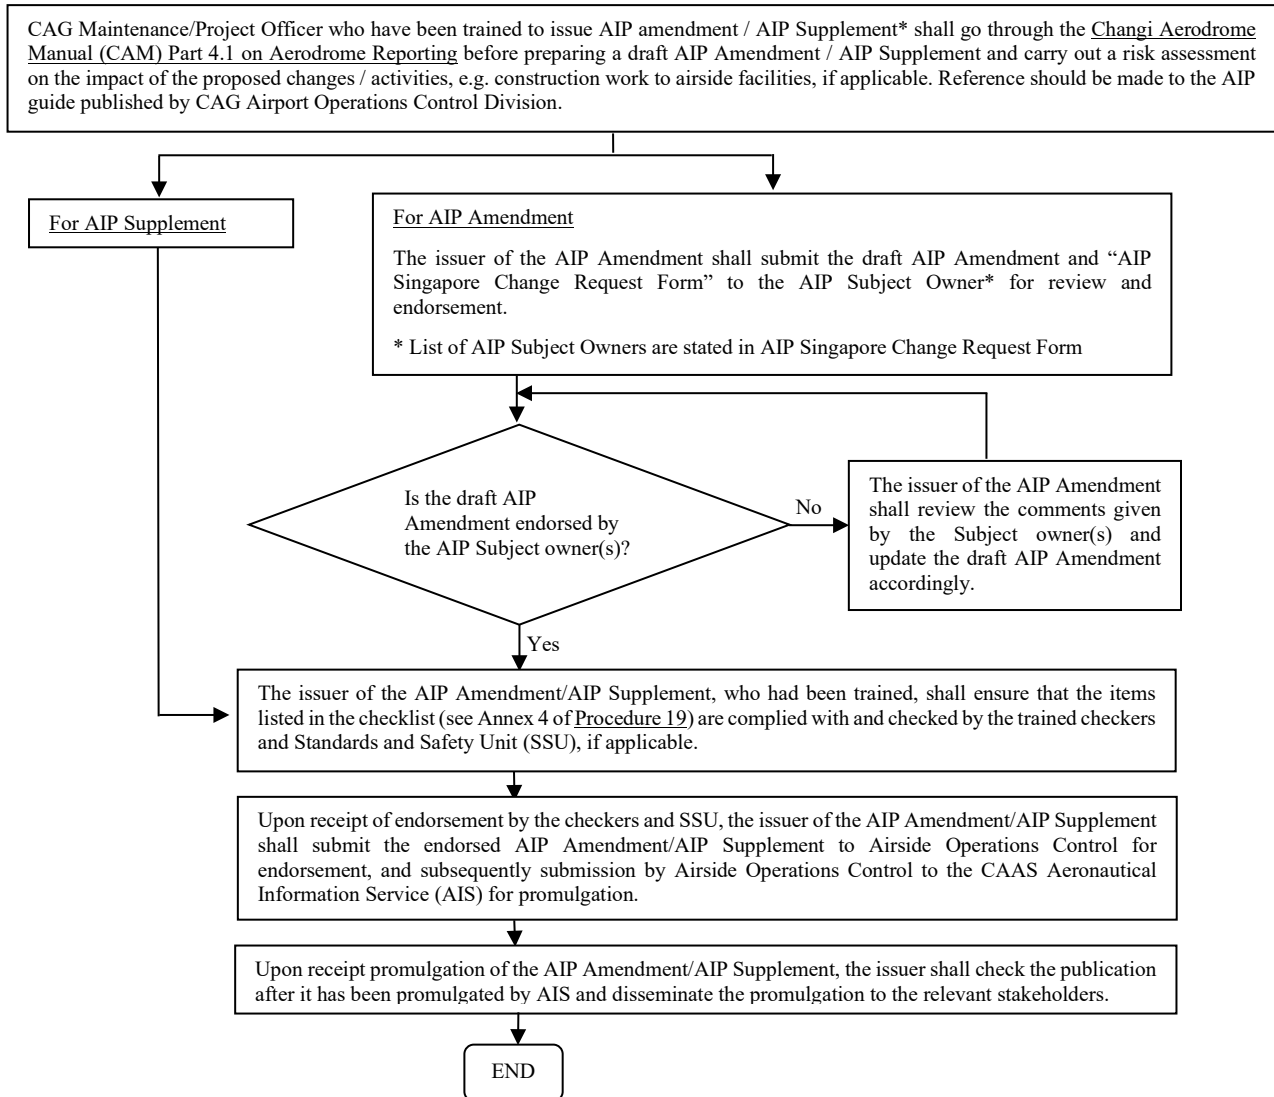 CAG Maintenance/Project Officer who have been trained to issue AIP amendment / AIP Supplement* shall go through the Changi Aerodrome
Manual (CAM) Part 4.1 on Aerodrome Reporting before preparing a draft AIP Amendment / AIP Supplement and carry out a risk assessment
on the impact of the proposed changes / activities, e.g. construction work to airside facilities, if applicable. Reference should be made to the AIP
guide published by CAG Airport Operations Control Division.
For AIP Supplement
For AIP Amendment
The issuer of the AIP Amendment shall submit the draft AIP Amendment and “AIP
Singapore Change Request Form” to the AIP Subject Owner* for review and
endorsement.
* List of AIP Subject Owners are stated in AIP Singapore Change Request Form
Is the draft AIP
Amendment endorsed by
the AIP Subject owner(s)?
No
The issuer of the AIP Amendment
shall review the comments given
by the Subject owner(s) and
update the draft AIP Amendment
accordingly.
Yes
The issuer of the AIP Amendment/AIP Supplement, who had been trained, shall ensure that the items
listed in the checklist (see Annex 4 of Procedure 19) are complied with and checked by the trained checkers
and Standards and Safety Unit (SSU), if applicable.
Upon receipt of endorsement by the checkers and SSU, the issuer of the AIP Amendment/AIP Supplement
shall submit the endorsed AIP Amendment/AIP Supplement to Airside Operations Control for
endorsement, and subsequently submission by Airside Operations Control to the CAAS Aeronautical
Information Service (AIS) for promulgation.
Upon receipt promulgation of the AIP Amendment/AIP Supplement, the issuer shall check the publication
after it has been promulgated by AIS and disseminate the promulgation to the relevant stakeholders.
END